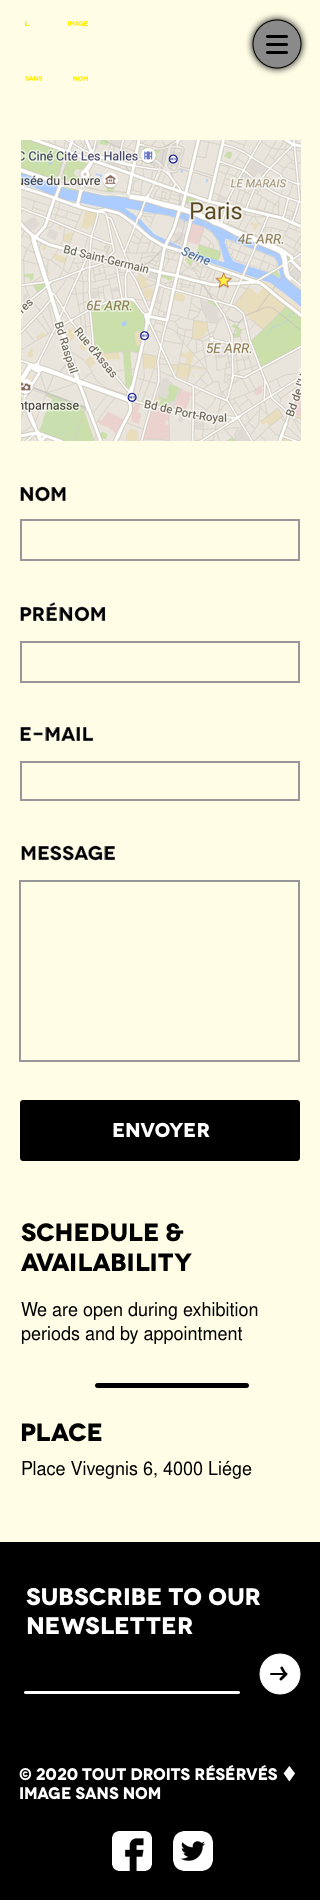 L' IMAGE
SANS NOM
C Ciné Cité Les Halles
usée du Louvre
LE MARAIS
Paris
4E ARR.
Seine
Bd Saint-Germain
6E ARR.
Bd Raspail
Rue d'Assas
5E ARR.
res
ntparnasse
Bd de Port-Royal
Bd de l'H
NOM
PRÉNOM
E-MAIL
MESSAGE
ENVOYER
SCHEDULE &
AVAILABILITY
We are open during exhibition
periods and by appointment
PLACE
Place Vivegnis 6, 4000 Liége
SUBSCRIBE TO OUR
NEWSLETTER
© 2020 TOUT DROITS RÉSÉRVÉS ♦
IMAGE SANS NOM